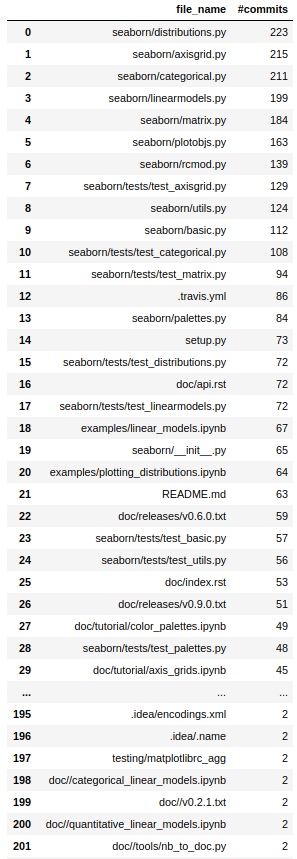 file_name #commits
0 seaborn/distributions.py 223
1 seaborn/axisgrid.py 215
2 seaborn/categorical.py 211
3 seaborn/linearmodels.py 199
4 seaborn/matrix.py 184
5 seaborn/plotobjs.py 163
6 seaborn/rcmod.py 139
7 seaborn/tests/test_axisgrid.py 129
8 seaborn/utils.py 124
9 seaborn/basic.py 112
10 seaborn/tests/test_categorical.py 108
11 seaborn/tests/test_matrix.py 94
12 .travis.yml 86
13 seaborn/palettes.py 84
14 setup.py 73
15 seaborn/tests/test_distributions.py 72
16 doc/api.rst 72
17 seaborn/tests/test_linearmodels.py 72
18 examples/linear_models.ipynb 67
19 seaborn/__init__.py 65
20 examples/plotting_distributions.ipynb 64
21 README.md 63
22 doc/releases/v0.6.0.txt 59
23 seaborn/tests/test_basic.py 57
24 seaborn/tests/test_utils.py 56
25 doc/index.rst 53
26 doc/releases/v0.9.0.txt 51
27 doc/tutorial/color_palettes.ipynb 49
28 seaborn/tests/test_palettes.py 48
29 doc/tutorial/axis_grids.ipynb 45
... ... ...
195 .idea/encodings.xml 2
196 .idea/.name 2
197 testing/matplotlibrc_agg 2
198 doc//categorical_linear_models.ipynb 2
199 doc//v0.2.1.txt 2
200 doc//quantitative_linear_models.ipynb 2
201 doc//tools/nb_to_doc.py 2